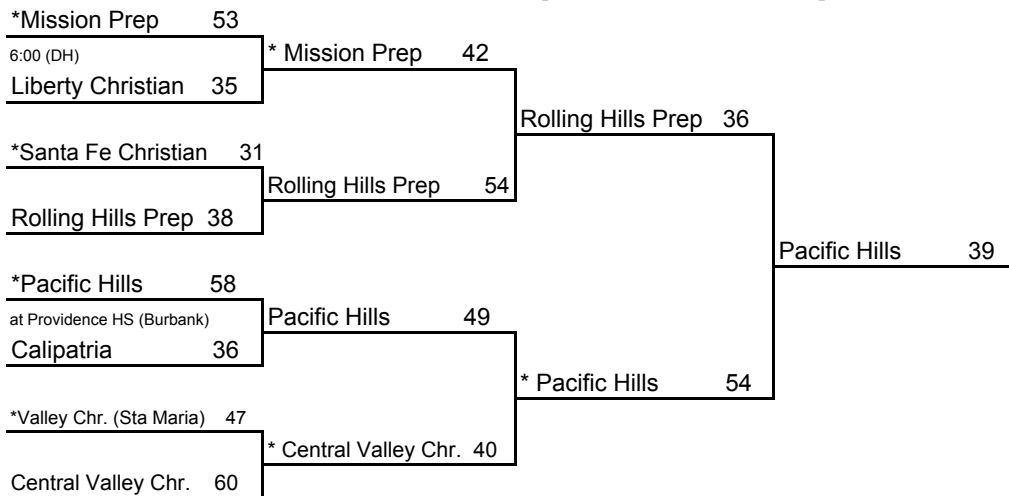 *Mission Prep 53
6:00 (DH)
Liberty Christian 35
*Santa Fe Christian 31
Rolling Hills Prep 38
*Pacific Hills 58
at Providence HS (Burbank)
Calipatria 36
*Valley Chr. (Sta Maria) 47
Central Valley Chr. 60
* Mission Prep 42
Rolling Hills Prep 54
Pacific Hills 49
* Central Valley Chr. 40
Rolling Hills Prep 36
* Pacific Hills 54
Pacific Hills 39